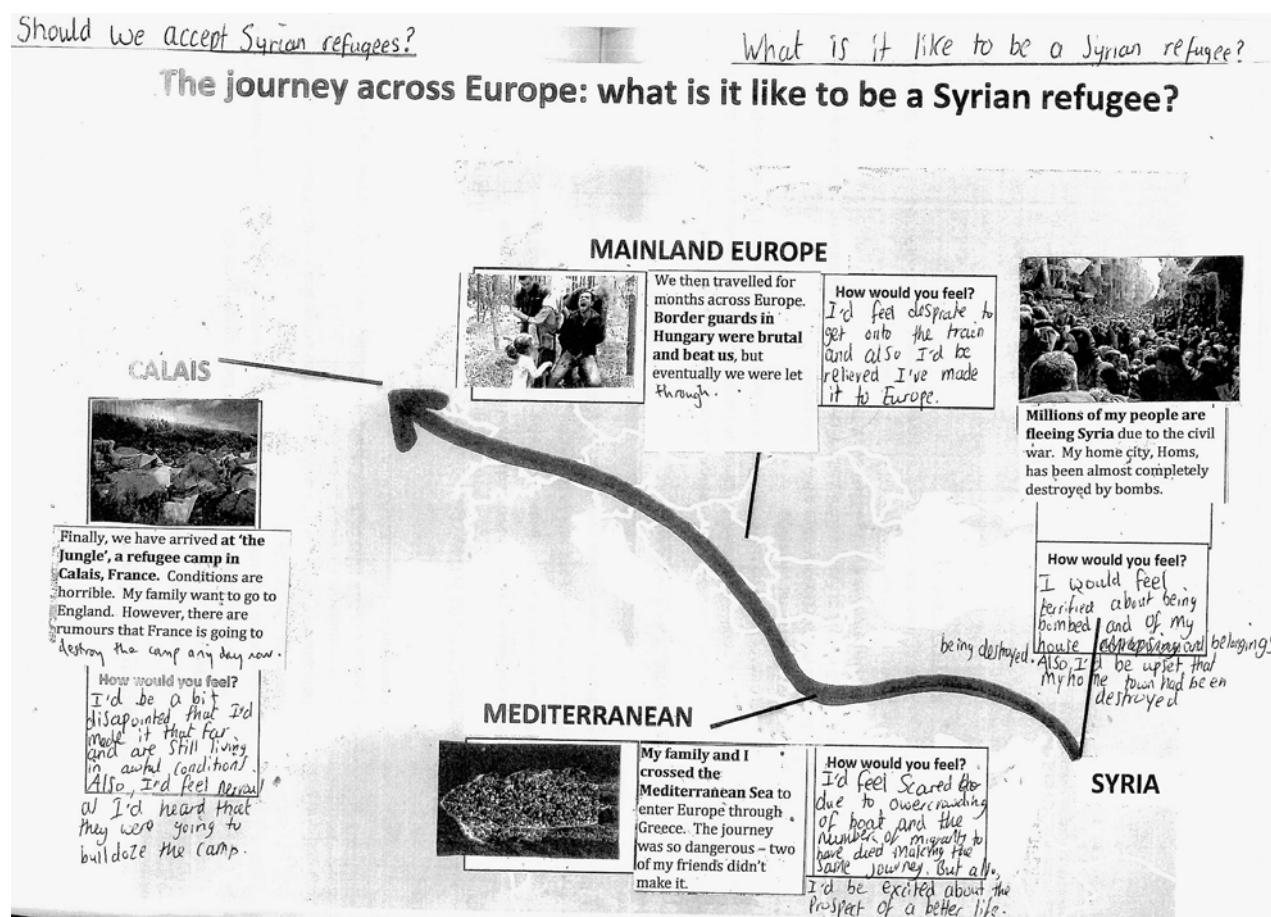 Should we accept Syrian refugees?
What is it like to be a Syrian refugee?
The journey across Europe: what is it like to be a Syrian refugee?
MAINLAND EUROPE
We then travelled for
months across Europe.
Border guards in
Hungary were brutal
and beat us, but
eventually we were let
through.
How would you feel?
I'd feel despirate to
get onto the train
and also I'd be
relieved I've made
it to Europe.
Millions of my people are
fleeing Syria due to the civil
war. My home city, Homs,
has been almost completely
destroyed by bombs.
How would you feel?
I would feel
terrified about being
bombed and of my
house and belongings
being destroyed.
Also, I'd be upset that
my home town had been
destroyed
CALAIS
Finally, we have arrived at 'the
Jungle', a refugee camp in
Calais, France. Conditions are
horrible. My family want to go to
England. However, there are
rumours that France is going to
destroy the camp any day now.
How would you feel?
I'd be a bit
disapointed that I'd
made it that far
and are still living
in awful conditions.
Also, I'd feel nervous
as I'd heard that
they were going to
bulldoze the camp.
MEDITERRANEAN
My family and I
crossed the
Mediterranean Sea to
enter Europe through
Greece. The journey
was so dangerous – two
of my friends didn't
make it.
How would you feel?
I'd feel scared
due to overcrowding
of boat and the
numbers of migrants to
have died making the
same journey. But also,
I'd be excited about the
prospect of a better life.
SYRIA